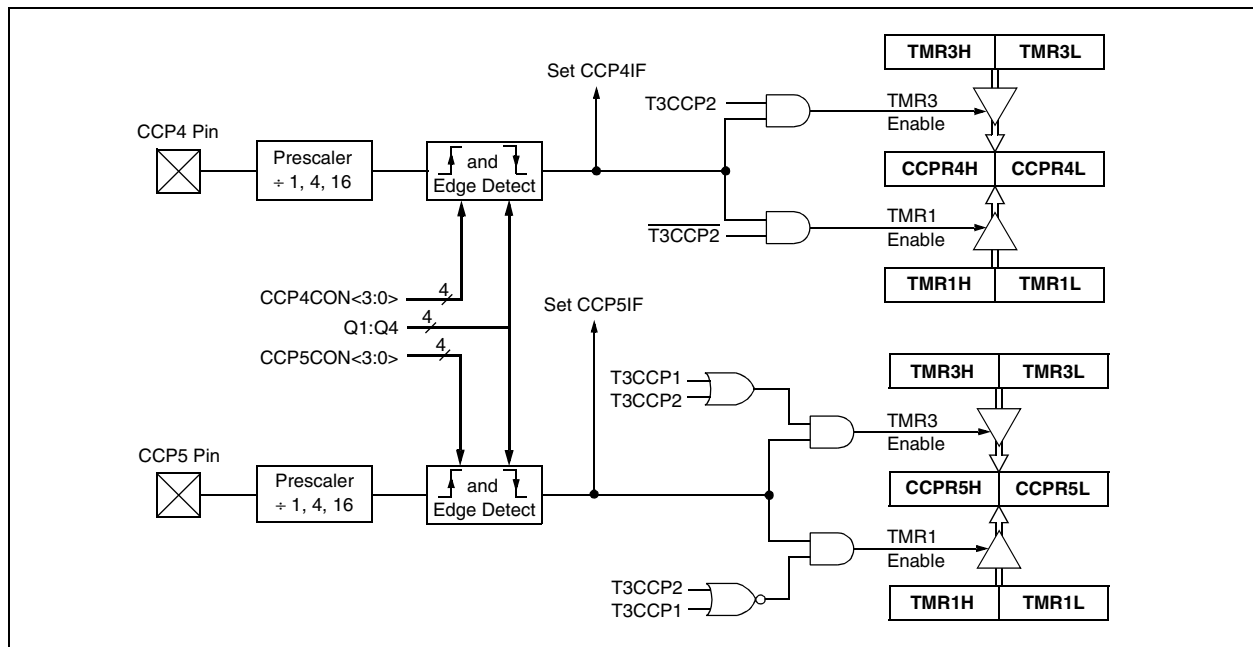 TMR3H TMR3L
Set CCP4IF
T3CCP2
TMR3
Enable
CCP4 Pin
Prescaler
÷ 1, 4, 16
and
Edge Detect
CCPR4H CCPR4L
T3CCP2
TMR1
Enable
TMR1H TMR1L
CCP4CON<3:0> 4
Q1:Q4 4
CCP5CON<3:0> 4
Set CCP5IF
TMR3H TMR3L
T3CCP1
T3CCP2
TMR3
Enable
CCP5 Pin
Prescaler
÷ 1, 4, 16
and
Edge Detect
CCPR5H CCPR5L
TMR1
Enable
T3CCP2
T3CCP1
TMR1H TMR1L